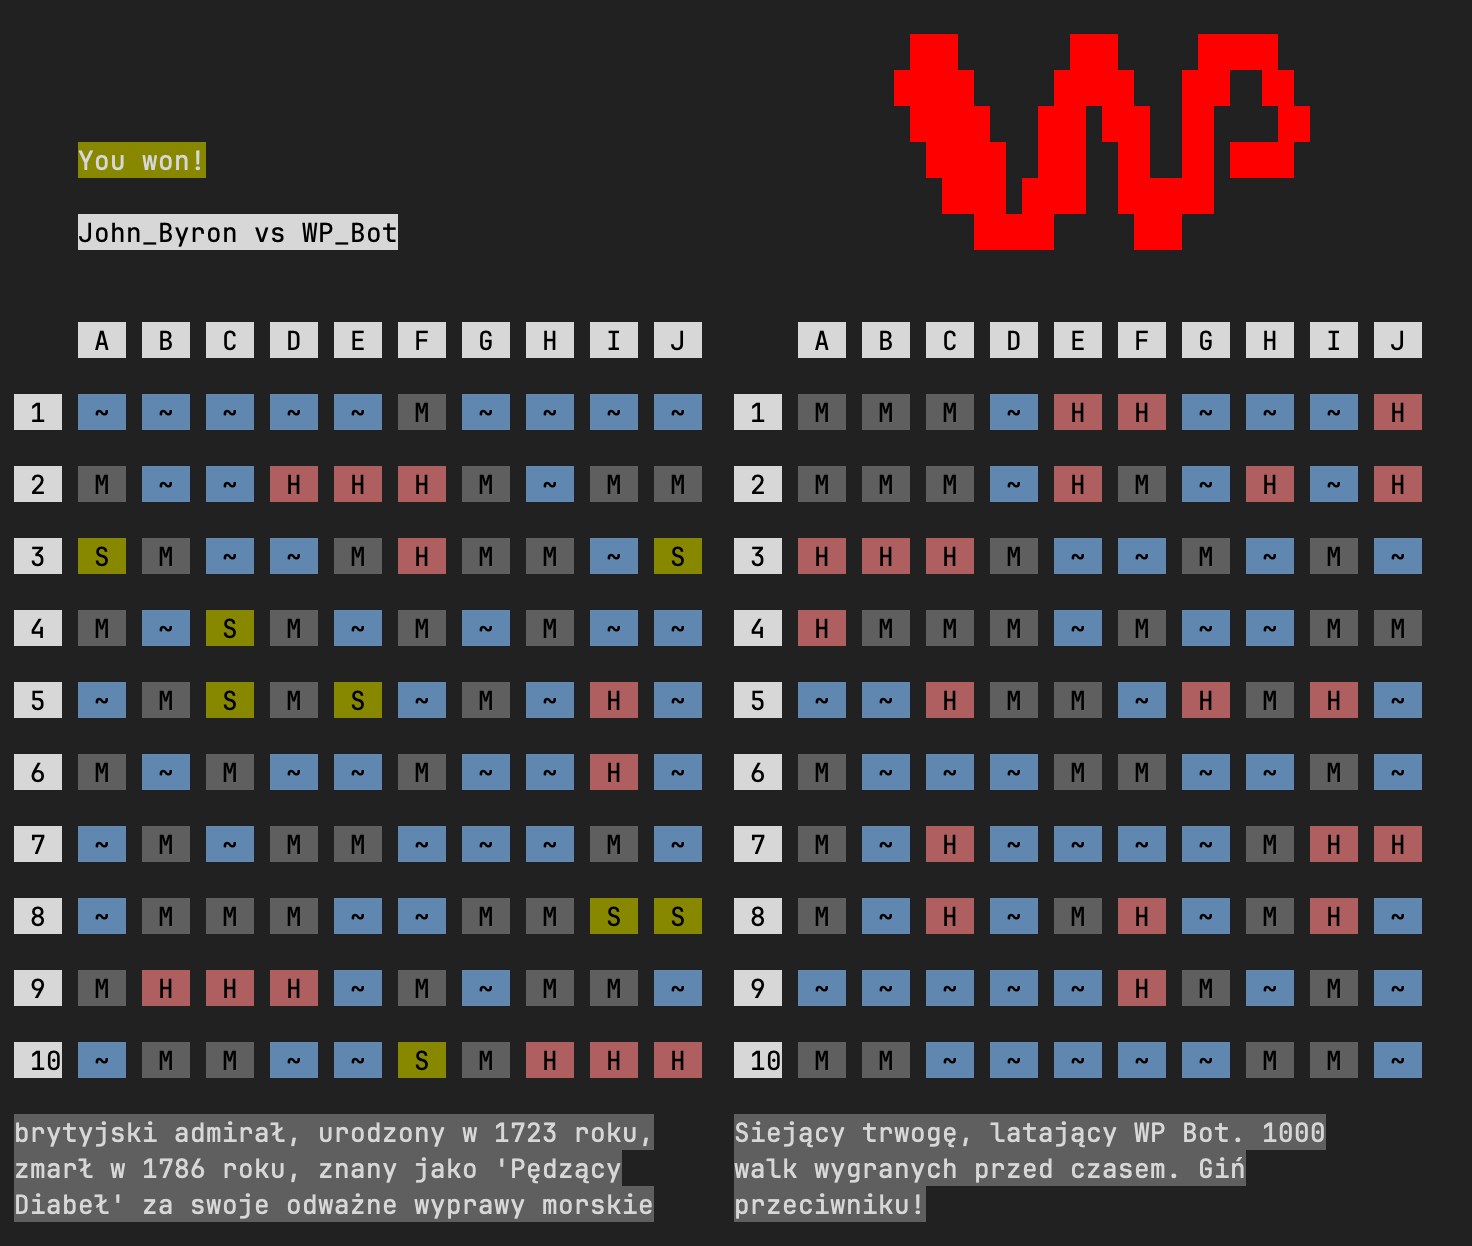 You won!
John_Byron vs WP_Bot
A B C D E F G H I J A B C D E F G H I J
1 ~ ~ ~ ~ ~ M ~ ~ ~ ~ 1 M M M ~ H H ~ ~ ~ H
2 M ~ ~ H H H M ~ M M 2 M M M ~ H M ~ H ~ H
3 S M ~ ~ M H M M ~ S 3 H H H M ~ ~ M ~ M ~
4 M ~ S M ~ M ~ M ~ ~ 4 H M M M ~ M ~ ~ M M
5 ~ M S M S ~ M ~ H ~ 5 ~ ~ H M M ~ H M H ~
6 M ~ M ~ ~ M ~ ~ H ~ 6 M ~ ~ ~ M M ~ ~ M ~
7 ~ M ~ M M ~ ~ ~ M ~ 7 M ~ H ~ ~ ~ ~ M H H
8 ~ M M M ~ ~ M M S S 8 M ~ H ~ M H ~ M H ~
9 M H H H ~ M ~ M M ~ 9 ~ ~ ~ ~ ~ H M ~ M ~
10 ~ M M ~ ~ S M H H H 10 M M ~ ~ ~ ~ ~ M M ~
brytyjski admirał, urodzony w 1723 roku,
zmarł w 1786 roku, znany jako 'Pędzący
Diabeł' za swoje odważne wyprawy morskie
Siejący trwogę, latający WP Bot. 1000
walk wygranych przed czasem. Giń
przeciwniku!